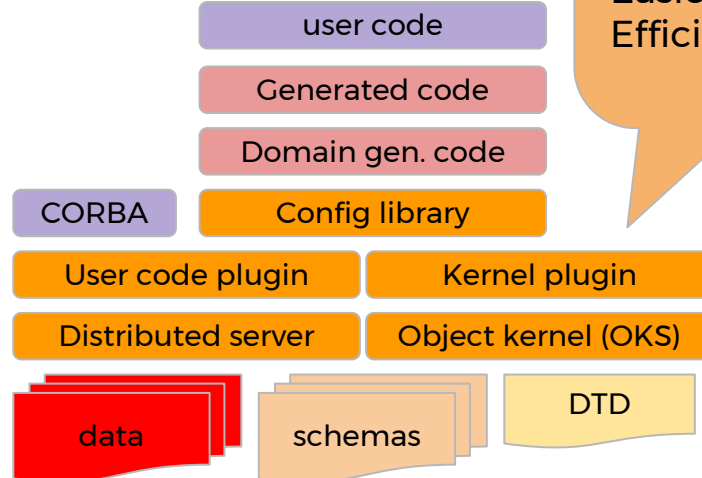 user code
Effici
Generated code
Domain gen. code
CORBA
Config library
User code plugin
Kernel plugin
Distributed server
Object kernel (OKS)
data
schemas
DTD